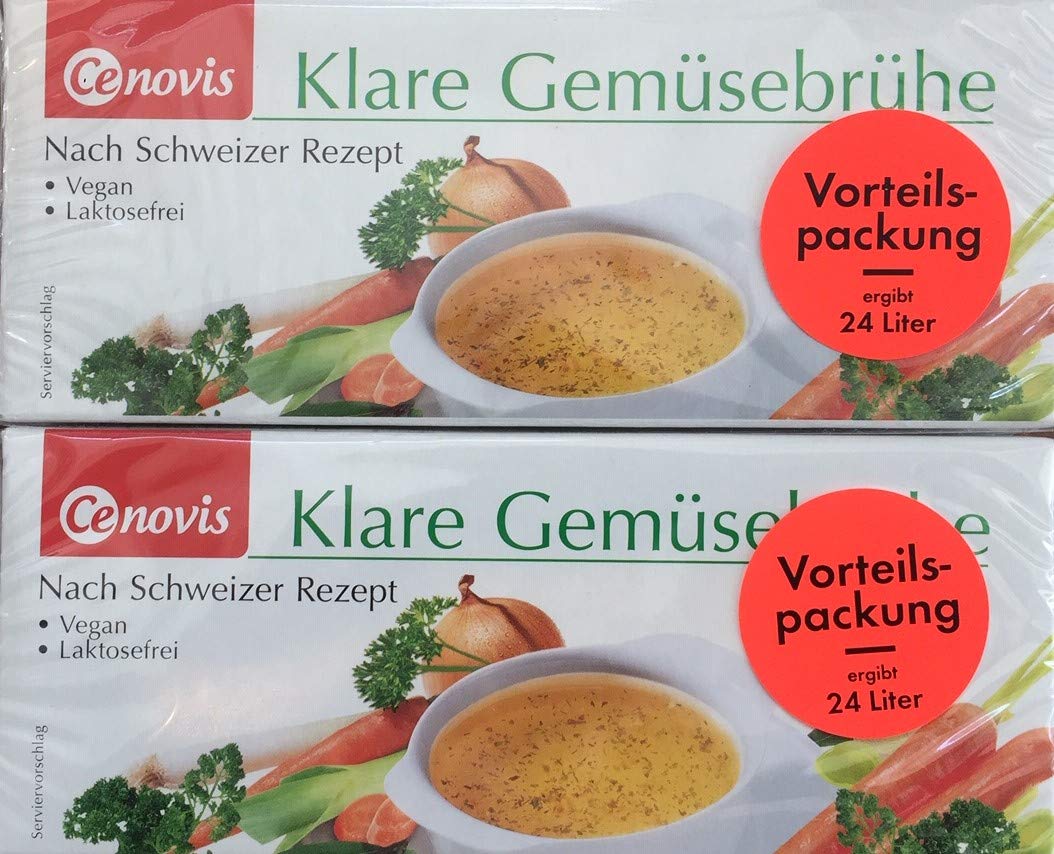 Cenovis
Klare Gemüsebrühe
Nach Schweizer Rezept
• Vegan
• Laktosefrei
Serviervorschlag
Vorteils-
packung
ergibt
24 Liter
Cenovis
Klare
Nach Schweizer Rezept
• Vegan
• Laktosefrei
Serviervorschlag
Vorteils-
packung
ergibt
24 Liter